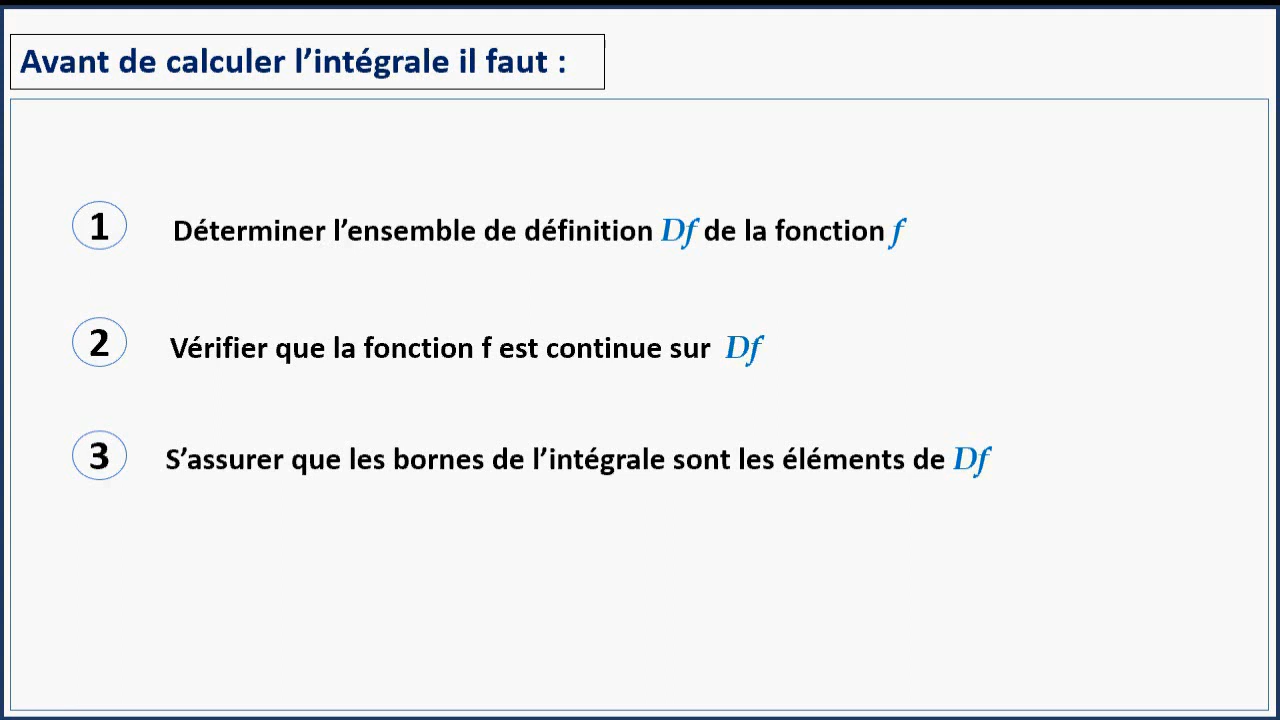 Avant de calculer l’intégrale il faut :
1 Déterminer l’ensemble de définition Df de la fonction f
2 Vérifier que la fonction f est continue sur Df
3 S’assurer que les bornes de l’intégrale sont les éléments de Df